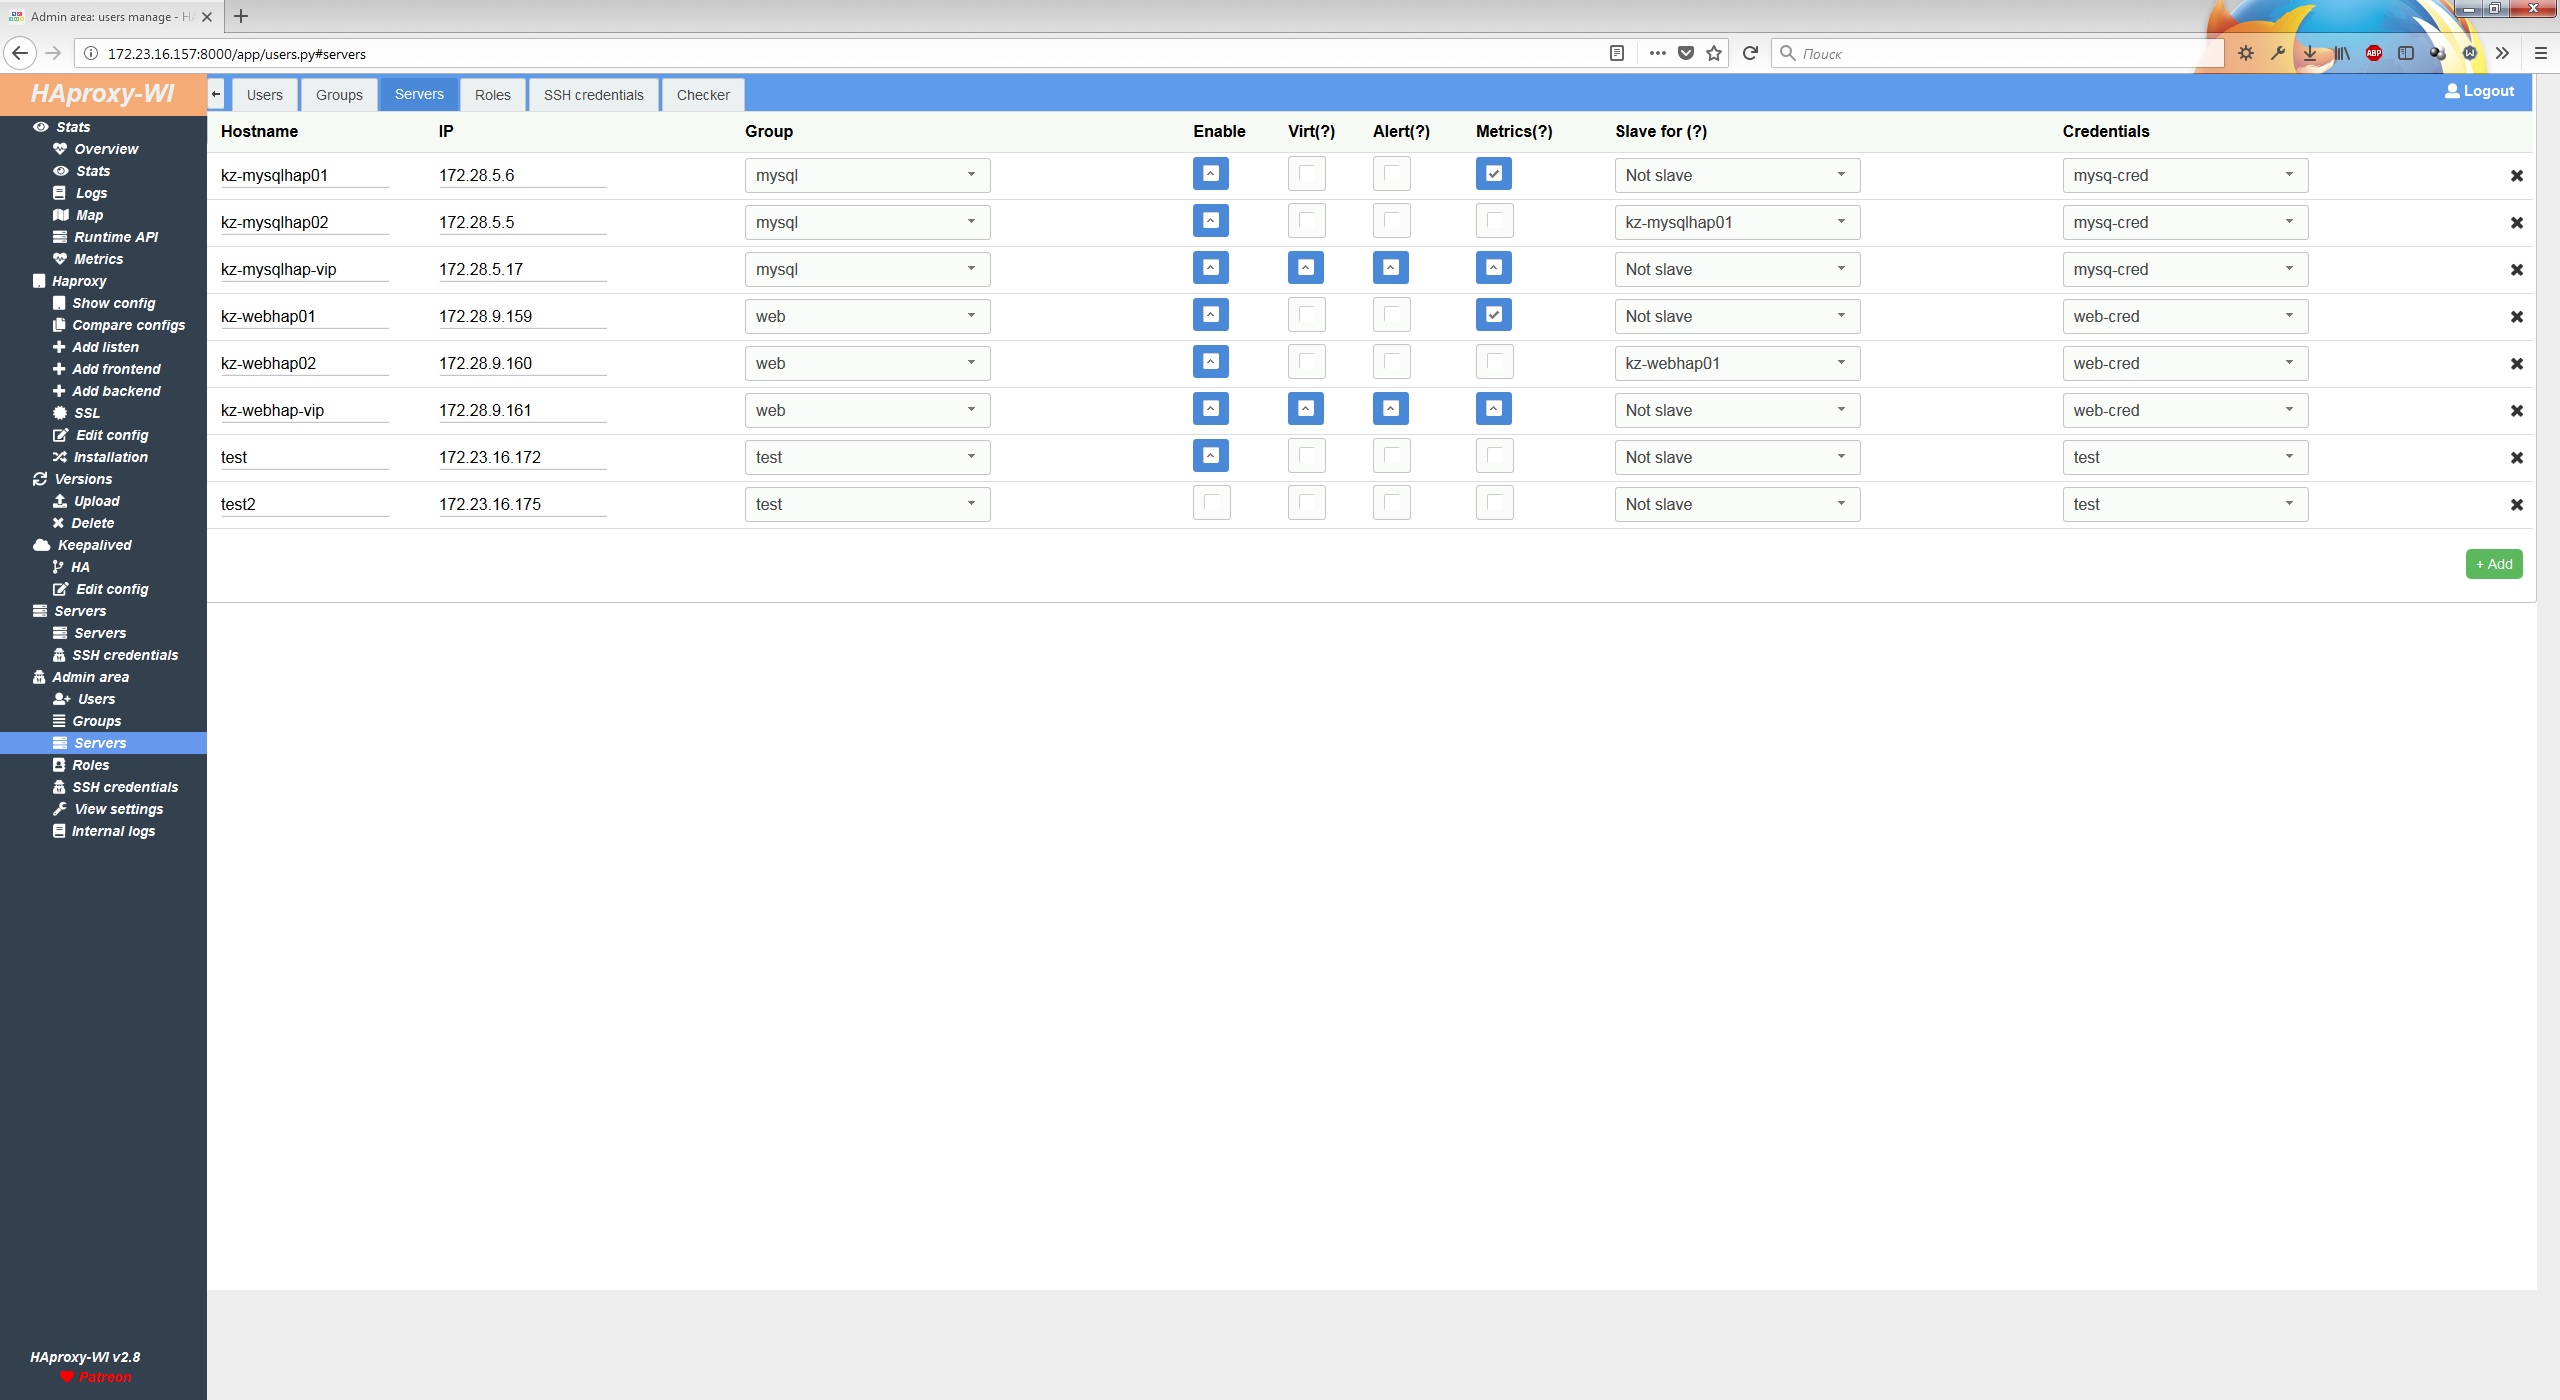 Admin area: users manage - HA
172.23.16.157:8000/app/users.py#servers
Поиск
ABP
HAproxy-WI
Users Groups Servers Roles SSH credentials Checker
Logout
Stats
Overview
Stats
Logs
Map
Runtime API
Metrics
Haproxy
Show config
Compare configs
Add listen
Add frontend
Add backend
SSL
Edit config
Installation
Versions
Upload
Delete
Keepalived
HA
Edit config
Servers
Servers
SSH credentials
Admin area
Users
Groups
Servers
Roles
SSH credentials
View settings
Internal logs
HAproxy-WI v2.8
Patreon
Hostname IP Group Enable Virt(?) Alert(?) Metrics(?) Slave for (?) Credentials
kz-mysqlhap01 172.28.5.6 mysql Not slave mysq-cred
kz-mysqlhap02 172.28.5.5 mysql kz-mysqlhap01 mysq-cred
kz-mysqlhap-vip 172.28.5.17 mysql Not slave mysq-cred
kz-webhap01 172.28.9.159 web Not slave web-cred
kz-webhap02 172.28.9.160 web kz-webhap01 web-cred
kz-webhap-vip 172.28.9.161 web Not slave web-cred
test 172.23.16.172 test Not slave test
test2 172.23.16.175 test Not slave test
+ Add